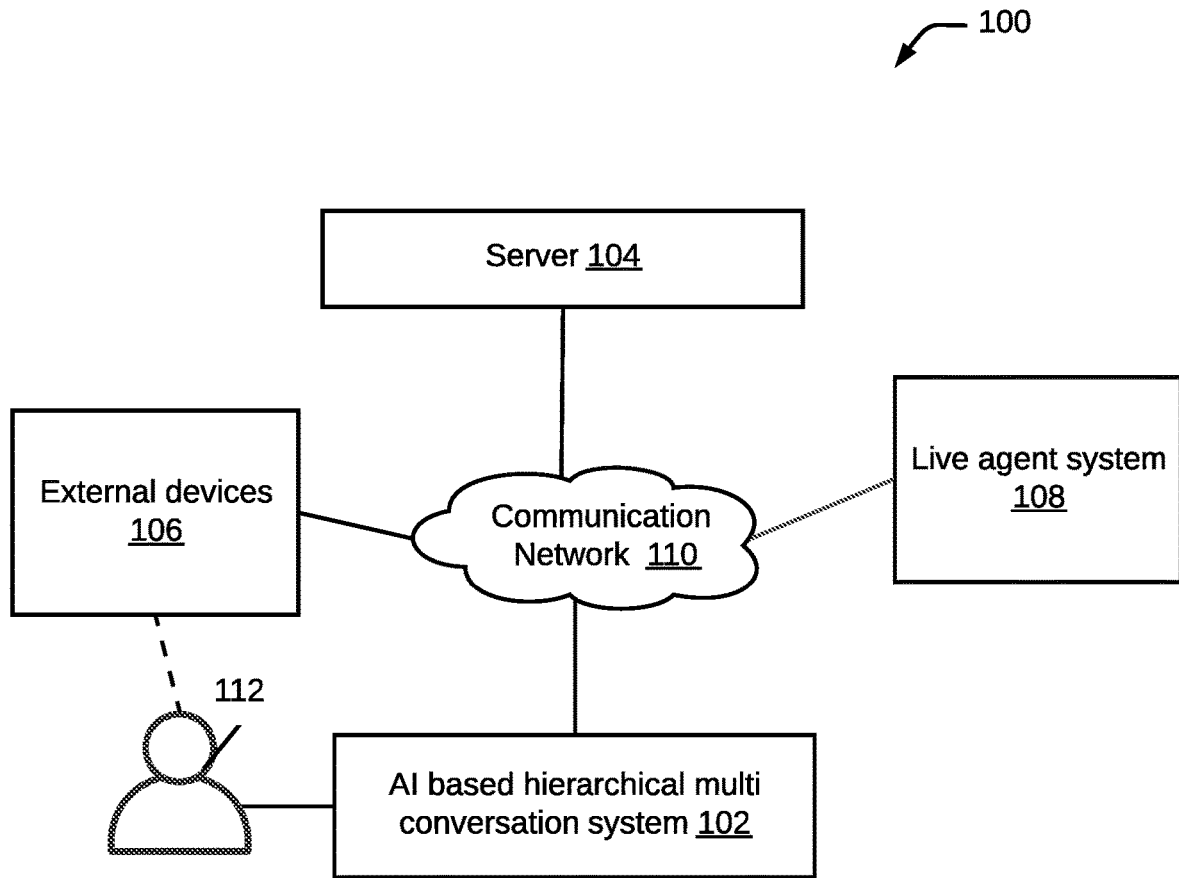 100
Server 104
Live agent system
108
External devices
106
Communication
Network 110
112
AI based hierarchical multi
conversation system 102